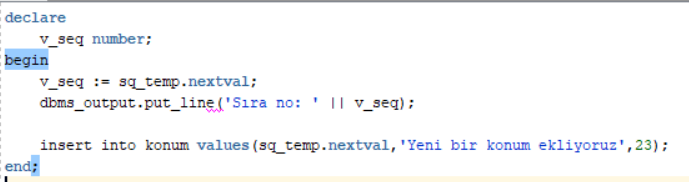 declare
    v_seq number;
begin
    v_seq := sq_temp.nextval;
    dbms_output.put_line('Sıra no: ' || v_seq);
    insert into konum values(sq_temp.nextval,'Yeni bir konum ekliyoruz',23);
end;